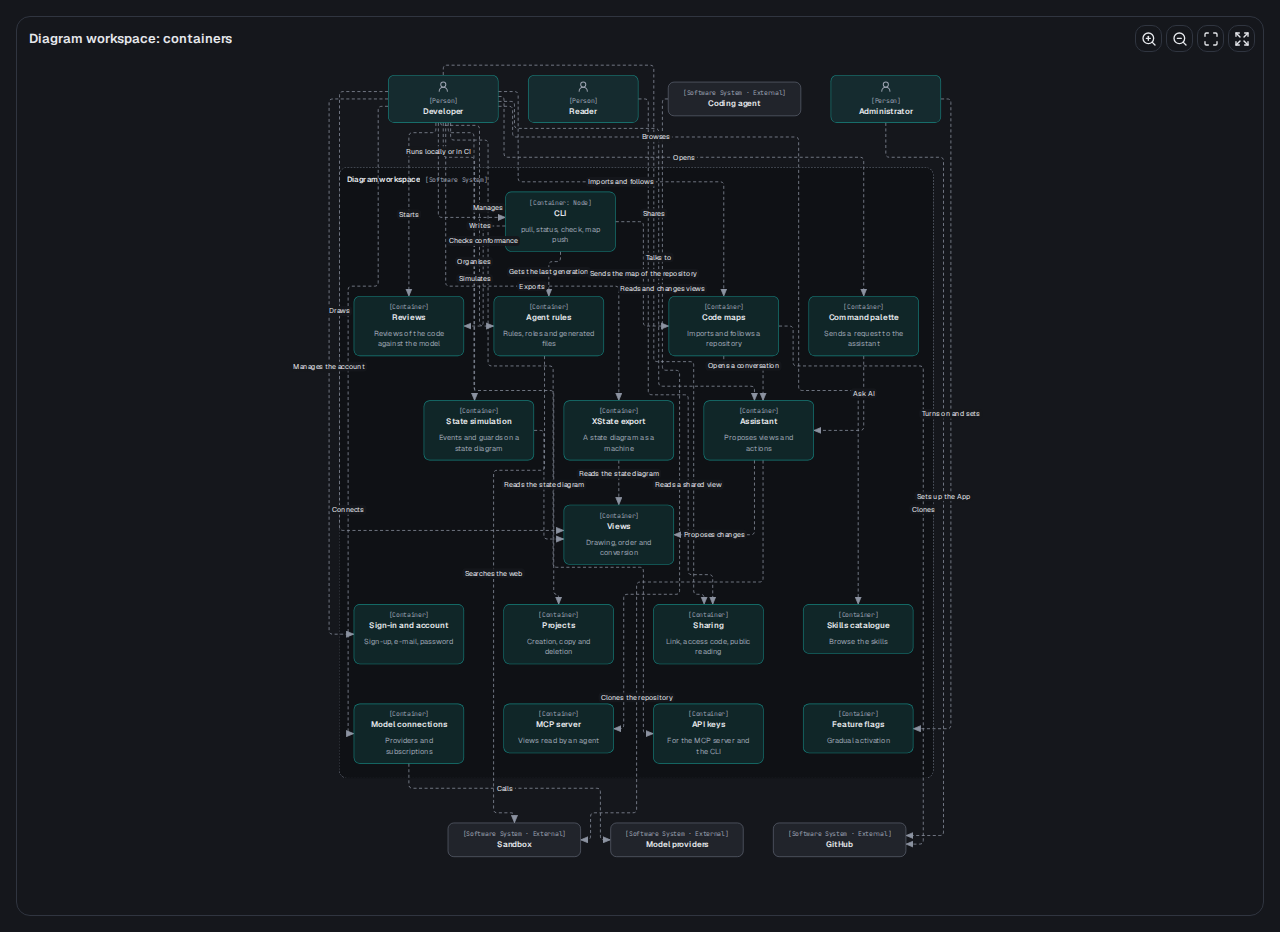 Diagram workspace: containers
[Person]
Developer
[Person]
Reader
[Software System - External]
Coding agent
[Person]
Administrator
Browses
Runs locally or in CI
Opens
Diagram workspace [Software System]
Imports and follows
[Container: Node]
CLI
pull, status, check, map
push
Manages
Starts
Shares
Writes
Checks conformance
Talks to
Organises
Gets the last generation
Sends the map of the repository
Simulates
Exports
Reads and changes views
[Container]
Reviews
Reviews of the code
against the model
[Container]
Agent rules
Rules, roles and generated
files
[Container]
Code maps
Imports and follows a
repository
[Container]
Command palette
Sends a request to the
assistant
Draws
Manages the account
Opens a conversation
Ask AI
Turns on and sets
[Container]
State simulation
Events and guards on a
state diagram
[Container]
XState export
A state diagram as a
machine
[Container]
Assistant
Proposes views and
actions
Reads the state diagram
Reads the state diagram
Reads a shared view
Sets up the App
Connects
Clones
[Container]
Views
Drawing, order and
conversion
Proposes changes
Searches the web
[Container]
Sign-in and account
Sign-up, e-mail, password
[Container]
Projects
Creation, copy and
deletion
[Container]
Sharing
Link, access code, public
reading
[Container]
Skills catalogue
Browse the skills
Clones the repository
[Container]
Model connections
Providers and
subscriptions
[Container]
MCP server
Views read by an agent
[Container]
API keys
For the MCP server and
the CLI
[Container]
Feature flags
Gradual activation
Calls
[Software System - External]
Sandbox
[Software System - External]
Model providers
[Software System - External]
GitHub